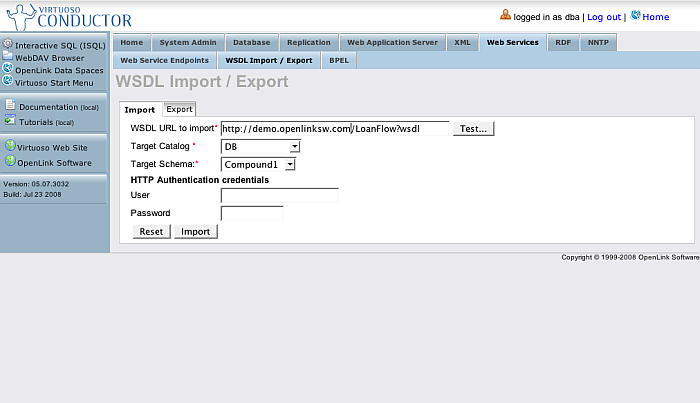 VIRTUOSO
CONDUCTOR
logged in as dba | Log out | Home
Interactive SQL (ISQL)
WebDAV Browser
OpenLink Data Spaces
Virtuoso Start Menu
Documentation (local)
Tutorials (local)
Virtuoso Web Site
OpenLink Software
Version: 05.07.3032
Build: Jul 23 2008
Home System Admin Database Replication Web Application Server XML Web Services RDF NNTP
Web Service Endpoints WSDL Import / Export BPEL
WSDL Import / Export
Import Export
WSDL URL to import* http://demo.openlinksw.com/LoanFlow?wsdl Test...
Target Catalog * DB
Target Schema:* Compound1
HTTP Authentication credentials
User
Password
Reset Import
Copyright © 1999-2008 OpenLink Software